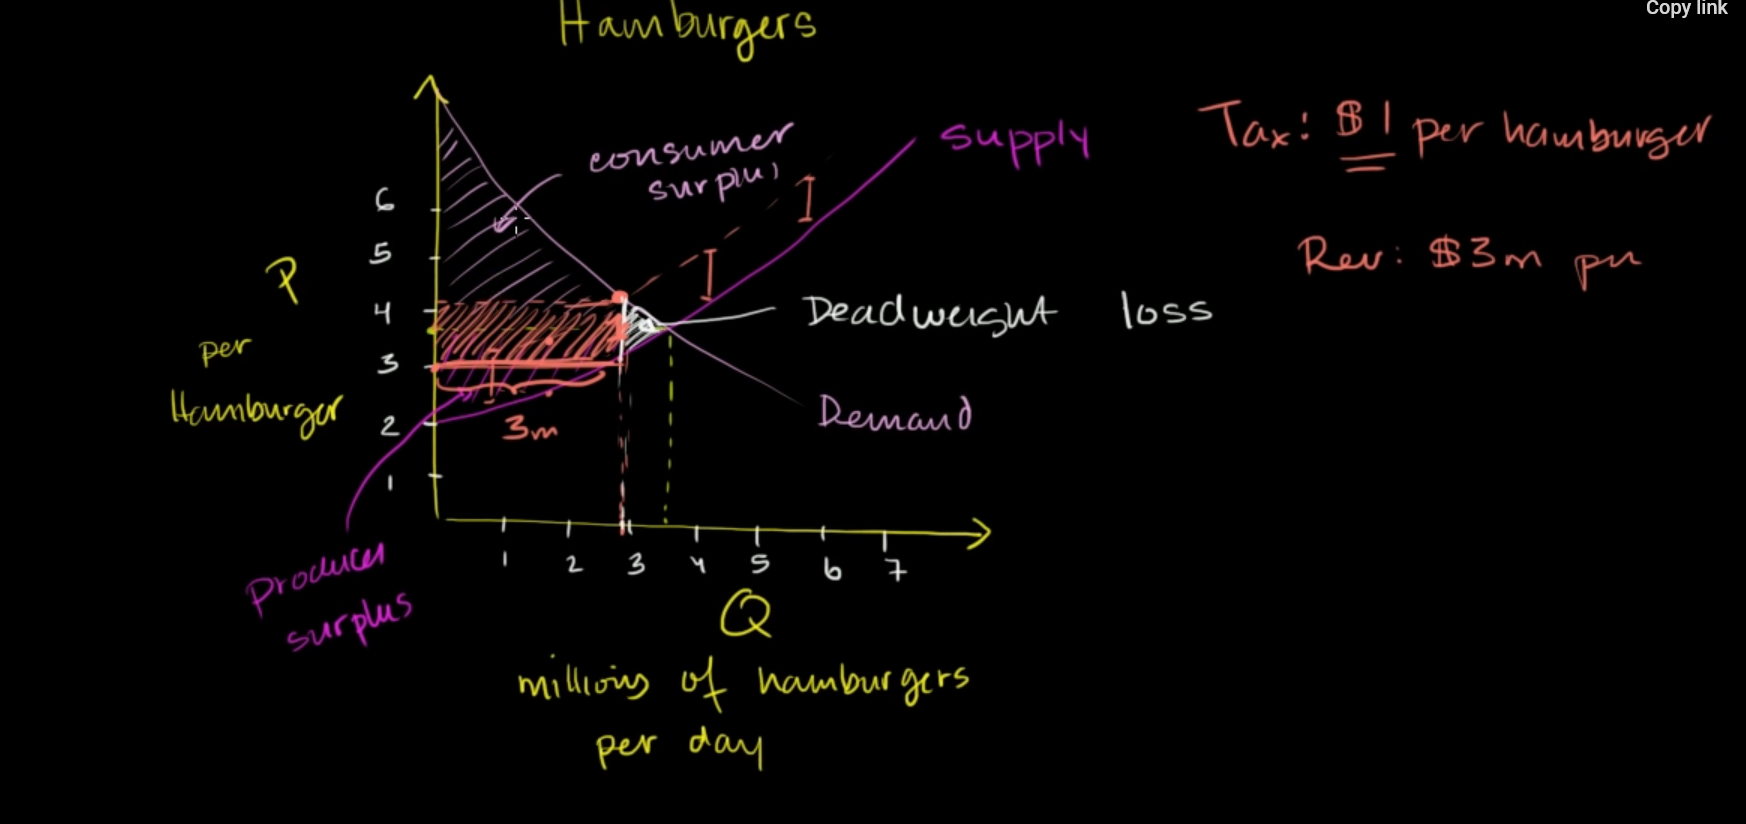 Copy link
Hamburgers
Tax: $1 per hamburger
consumer
surplus
supply
Rev: $3m per
P
per
Hamburger
6
5
4
3
2
1
Deadweight loss
Demand
3m
1 2 3 4 5 6 7
Producer
surplus
Q
millions of hamburgers
per day